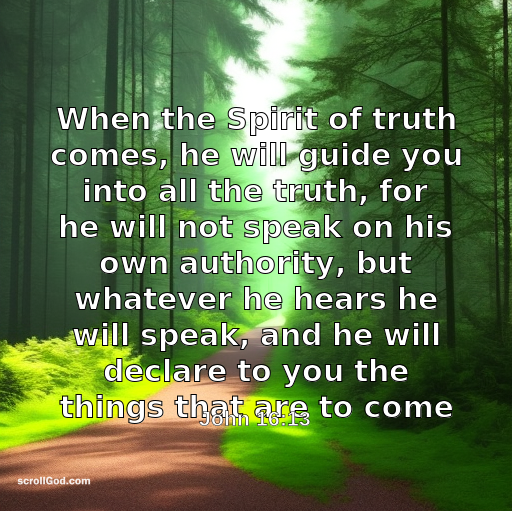 When the Spirit of truth
comes, he will guide you
into all the truth, for
he will not speak on his
own authority, but
whatever he hears he
will speak, and he will
declare to you the
things that are to come
John 16:13
scrollGod.com